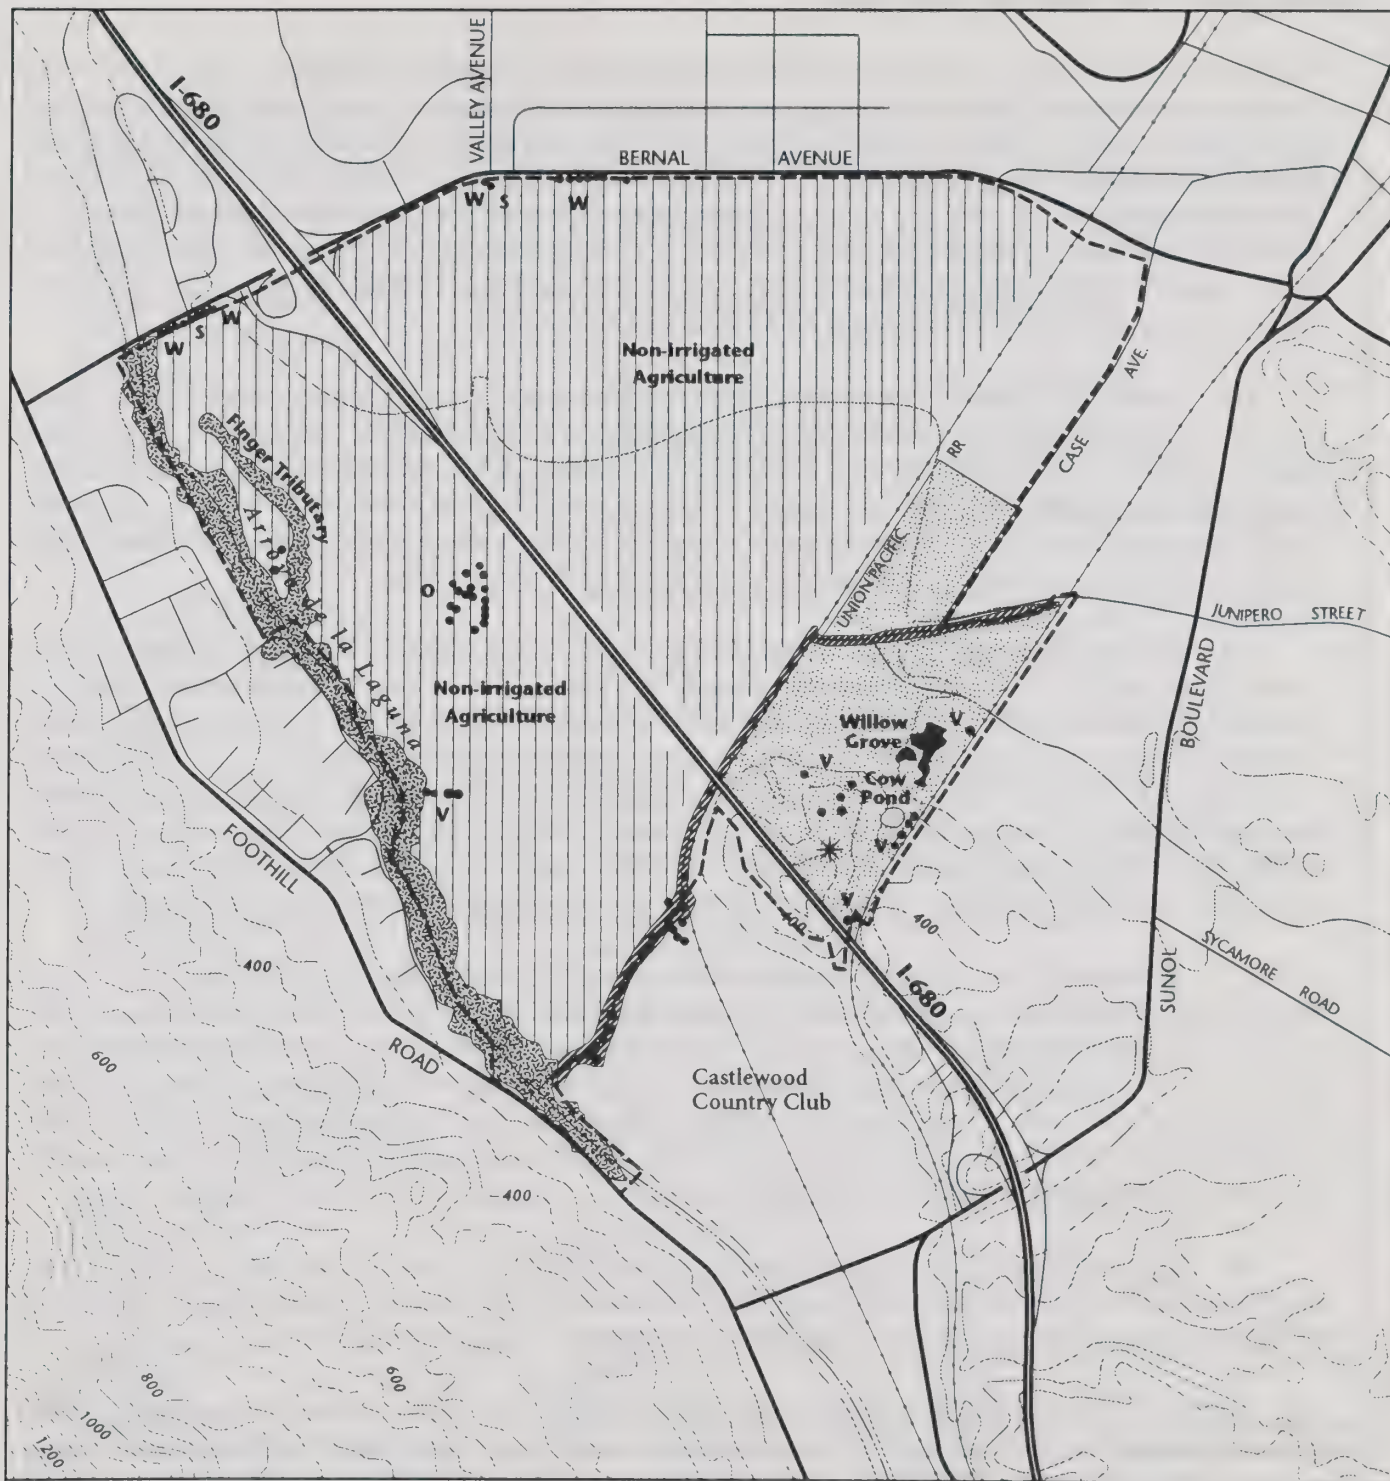 I-680
VALLEY AVENUE
BERNAL AVENUE
W S W
W S W
Non-irrigated
Agriculture
Finger Tributary
Arroyo de la Laguna
RR
CASE AVE.
UNION PACIFIC
O
JUNIPERO STREET
Non-irrigated
Agriculture
Willow
Grove
V
V
Cow
Pond
V
V
V
BOULEVARD
SUNOL
FOOTHILL
ROAD
400
400
400
SYCAMORE ROAD
I-680
600
Castlewood
Country Club
400
600
800
1000
1200